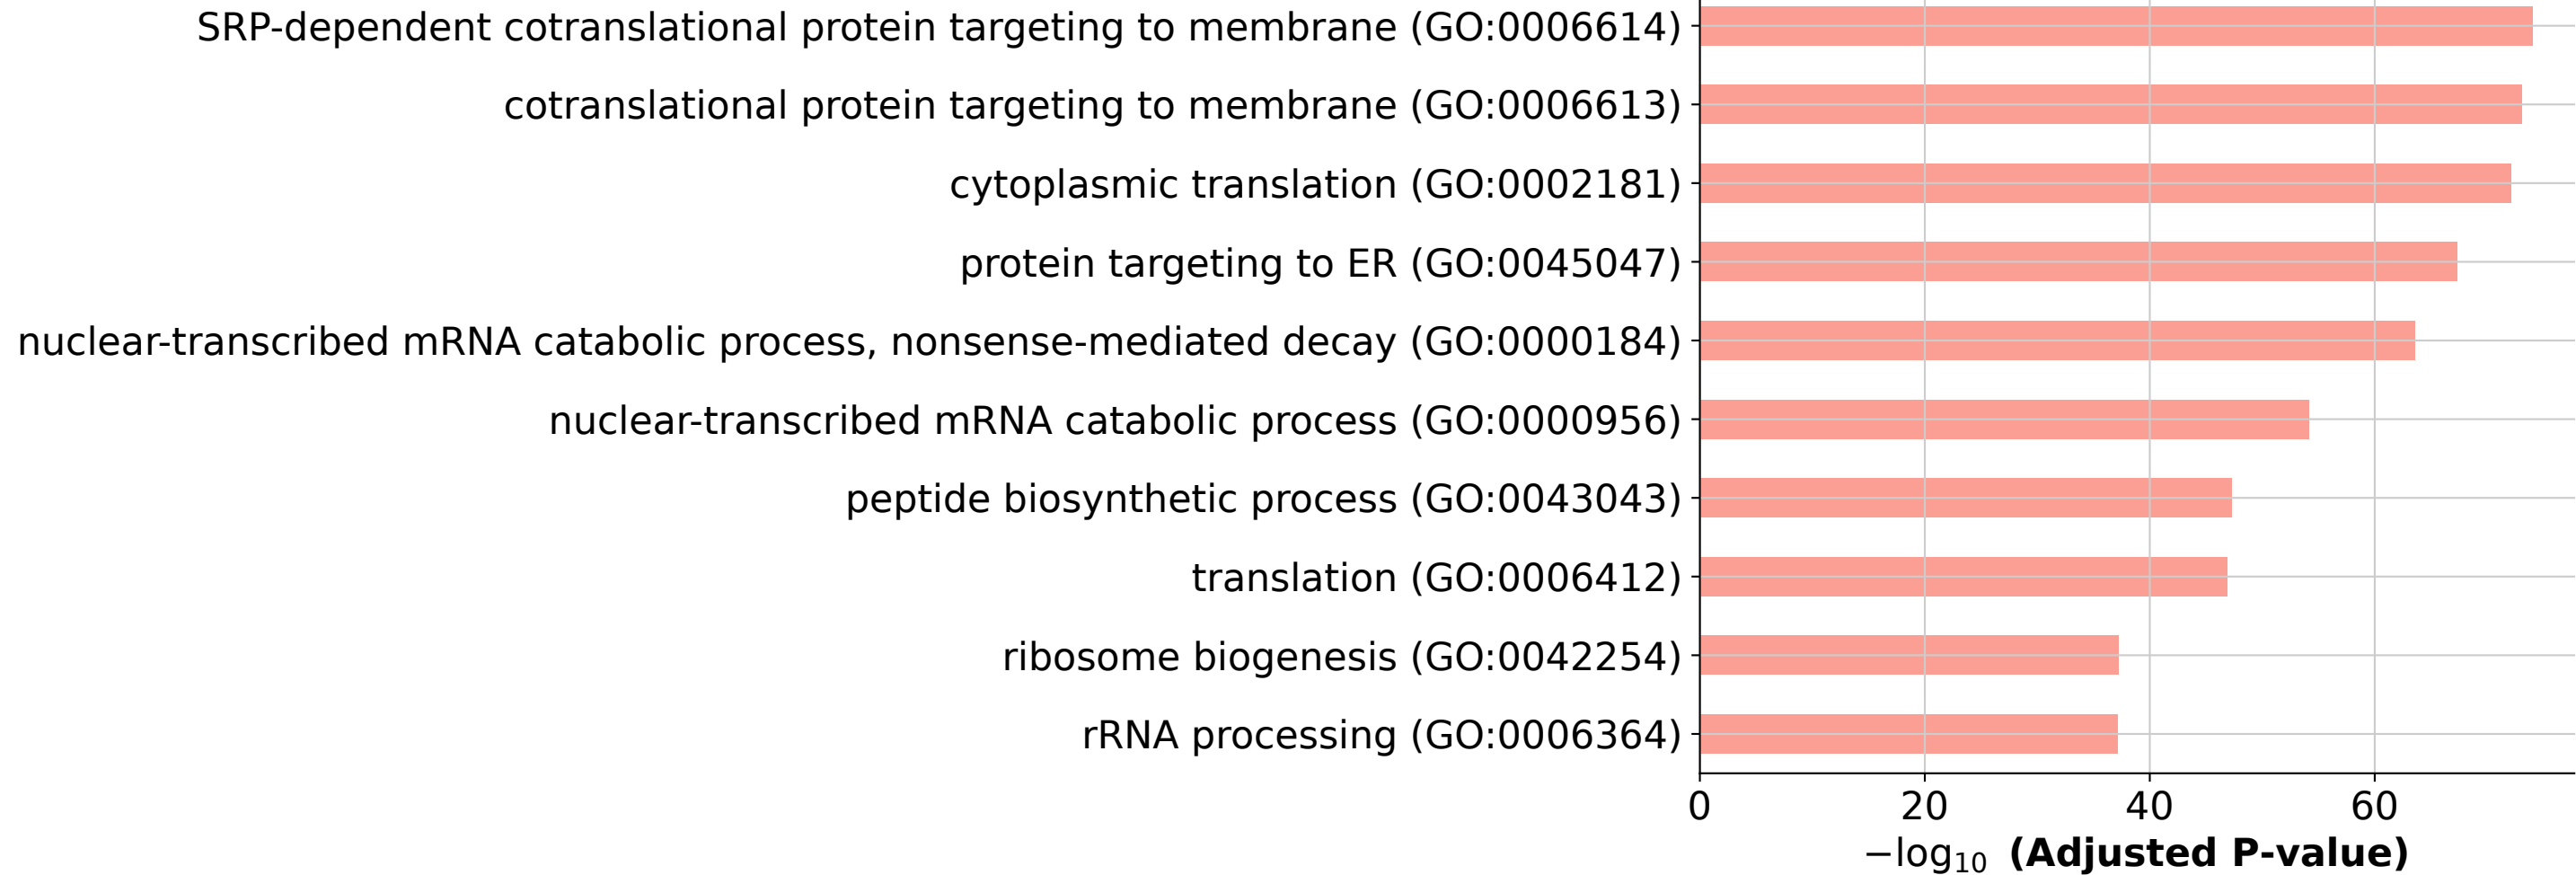 SRP-dependent cotranslational protein targeting to membrane (GO:0006614)
cotranslational protein targeting to membrane (GO:0006613)
cytoplasmic translation (GO:0002181)
protein targeting to ER (GO:0045047)
nuclear-transcribed mRNA catabolic process, nonsense-mediated decay (GO:0000184)
nuclear-transcribed mRNA catabolic process (GO:0000956)
peptide biosynthetic process (GO:0043043)
translation (GO:0006412)
ribosome biogenesis (GO:0042254)
rRNA processing (GO:0006364)
0 20 40 60
−log₁₀ (Adjusted P-value)